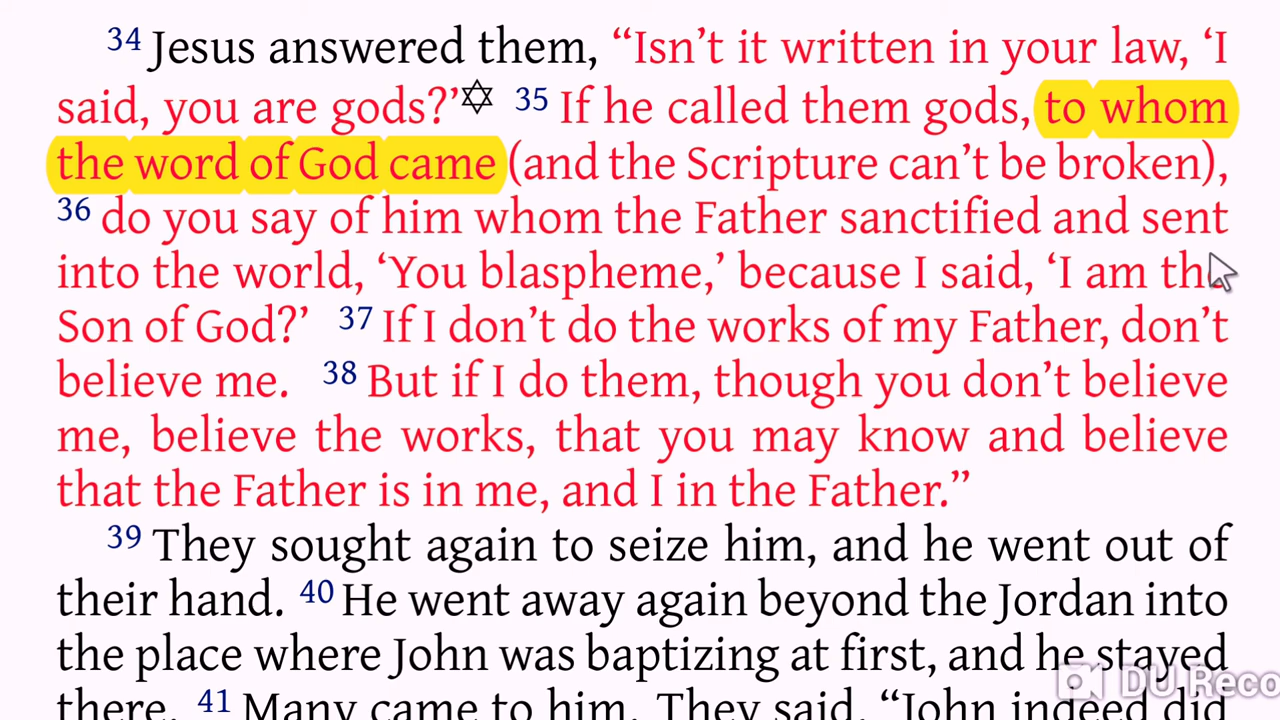 34 Jesus answered them, “Isn’t it written in your law, ‘I
said, you are gods?’✡ 35 If he called them gods, to whom
the word of God came (and the Scripture can’t be broken),
36 do you say of him whom the Father sanctified and sent
into the world, ‘You blaspheme,’ because I said, ‘I am the
Son of God?’ 37 If I don’t do the works of my Father, don’t
believe me. 38 But if I do them, though you don’t believe
me, believe the works, that you may know and believe
that the Father is in me, and I in the Father.”
39 They sought again to seize him, and he went out of
their hand. 40 He went away again beyond the Jordan into
the place where John was baptizing at first, and he stayed
DU Reco
there. 41 Many came to him. They said, “John indeed did